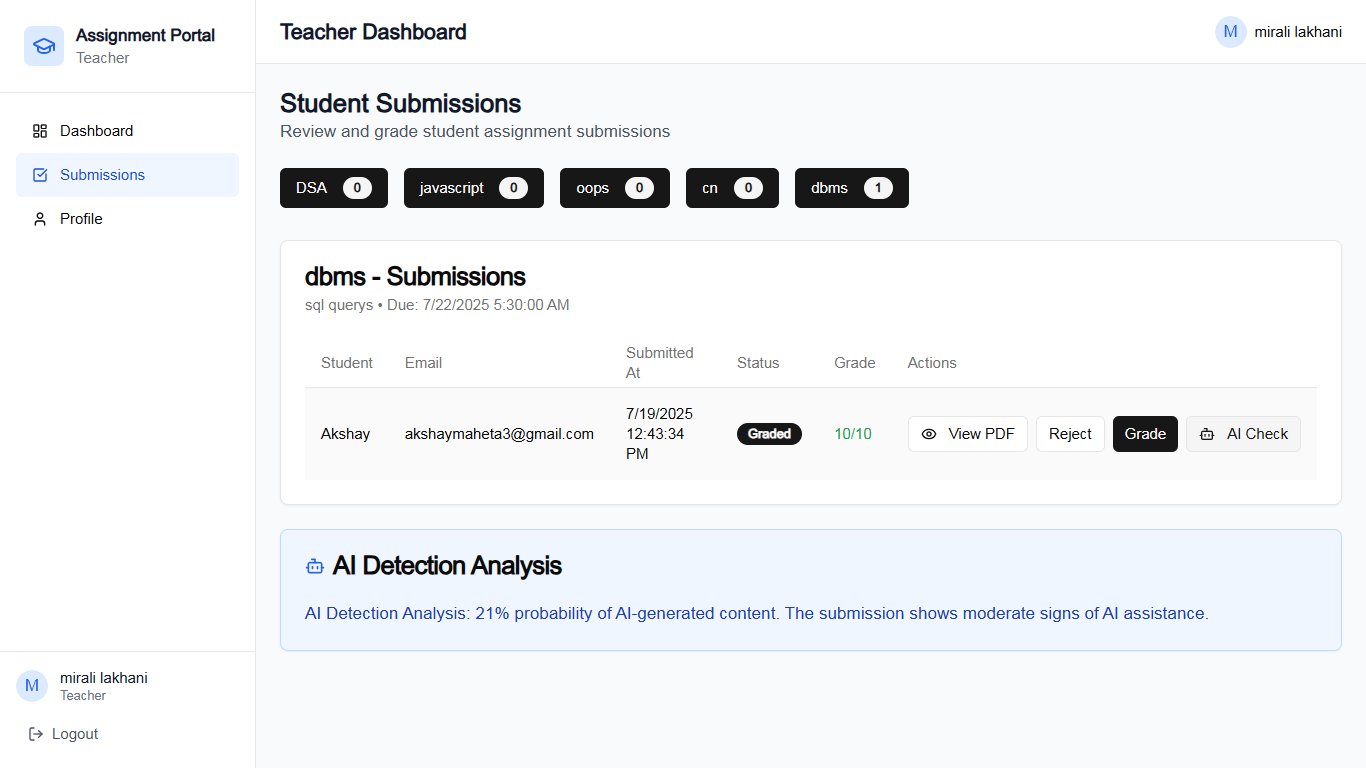 Assignment Portal
Teacher
Dashboard
Submissions
Profile
M mirali lakhani
Teacher
Logout
Teacher Dashboard
M mirali lakhani
Student Submissions
Review and grade student assignment submissions
DSA 0 javascript 0 oops 0 cn 0 dbms 1
dbms - Submissions
sql querys • Due: 7/22/2025 5:30:00 AM
Student Email Submitted At Status Grade Actions
Akshay akshaymaheta3@gmail.com 7/19/2025 12:43:34 PM Graded 10/10 View PDF Reject Grade AI Check
AI Detection Analysis
AI Detection Analysis: 21% probability of AI-generated content. The submission shows moderate signs of AI assistance.